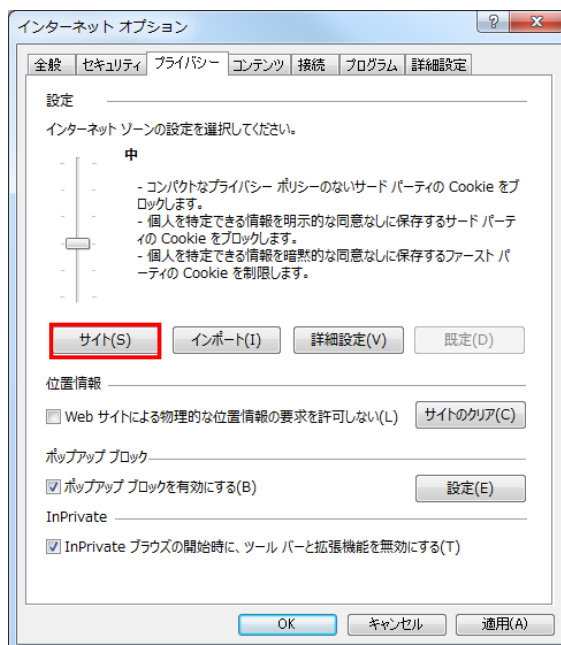 インターネット オプション
全般 セキュリティ プライバシー コンテンツ 接続 プログラム 詳細設定
設定
インターネット ゾーンの設定を選択してください。
中
- コンパクトなプライバシー ポリシーのないサード パーティの Cookie をブ
ロックします。
- 個人を特定できる情報を明示的な同意なしに保存するサード パーテ
ィの Cookie をブロックします。
- 個人を特定できる情報を暗黙的な同意なしに保存するファースト パ
ーティの Cookie を制限します。
サイト(S) インポート(I) 詳細設定(V) 既定(D)
位置情報
Web サイトによる物理的な位置情報の要求を許可しない(L) サイトのクリア(C)
ポップアップ ブロック
ポップアップ ブロックを有効にする(B) 設定(E)
InPrivate
InPrivate ブラウズの開始時に、ツール バーと拡張機能を無効にする(T)
OK キャンセル 適用(A)